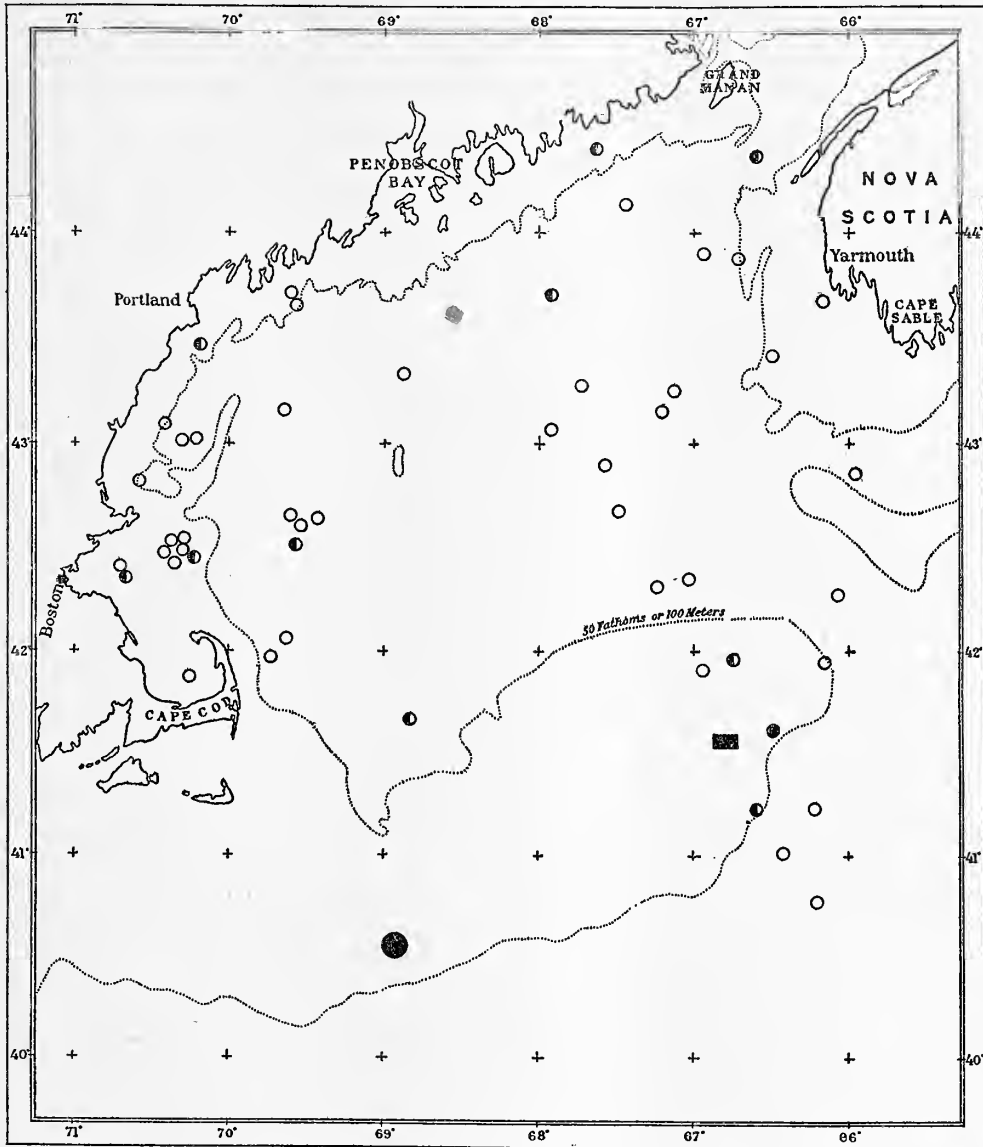 71° 70° 69° 68° 67° 66°
GRAND
MANAN
PENOBSCOT
BAY
NOVA
SCOTIA
44° 44°
Yarmouth
Portland
CAPE
SABLE
43° 43°
Boston
50 Fathoms or 100 Meters
42° 42°
CAPE COD
41° 41°
40° 40°
71° 70° 69° 68° 67° 66°